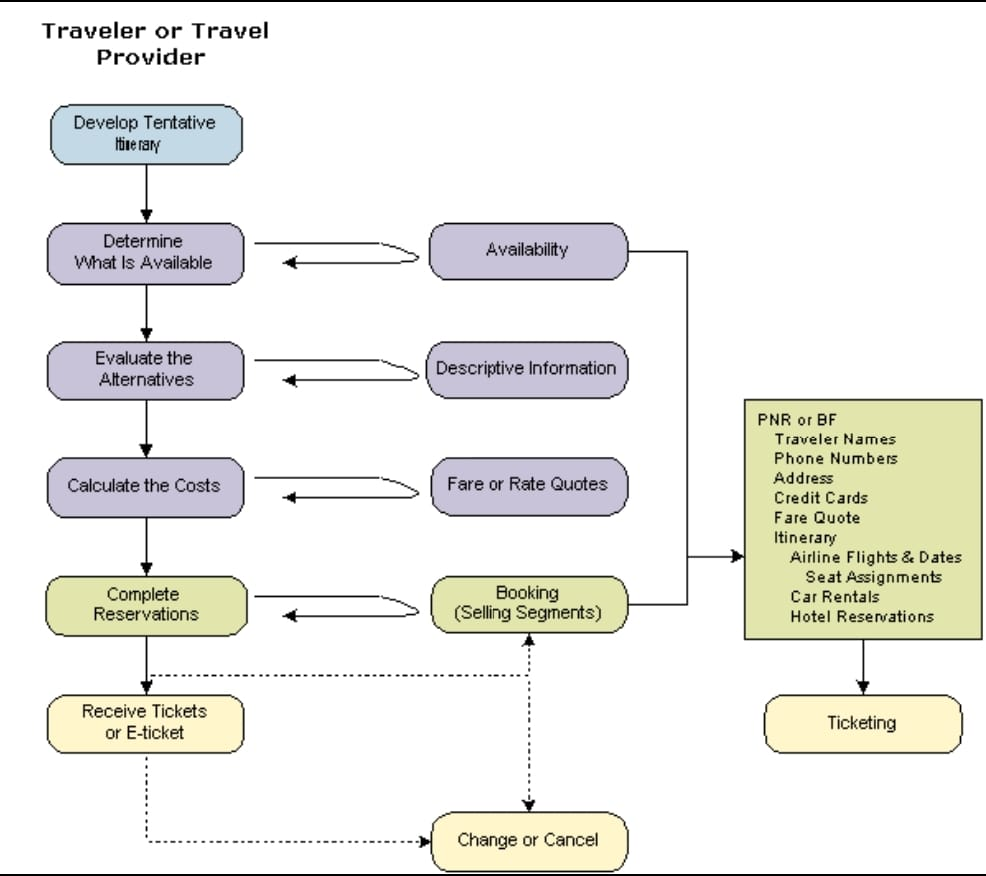 Traveler or Travel
Provider
Develop Tentative
Itinerary
Determine
What Is Available
Availability
Evaluate the
Alternatives
Descriptive Information
Calculate the Costs
Fare or Rate Quotes
Complete
Reservations
Booking
(Selling Segments)
PNR or BF
Traveler Names
Phone Numbers
Address
Credit Cards
Fare Quote
Itinerary
Airline Flights & Dates
Seat Assignments
Car Rentals
Hotel Reservations
Receive Tickets
or E-ticket
Ticketing
Change or Cancel